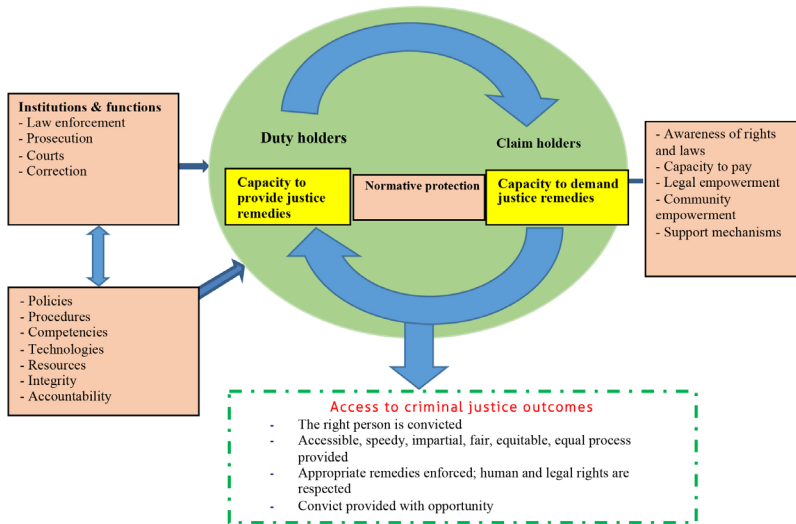 Institutions & functions
- Law enforcement
- Prosecution
- Courts
- Correction
- Policies
- Procedures
- Competencies
- Technologies
- Resources
- Integrity
- Accountability
Duty holders
Claim holders
Capacity to
provide justice
remedies
Normative protection
Capacity to demand
justice remedies
- Awareness of rights
and laws
- Capacity to pay
- Legal empowerment
- Community
empowerment
- Support mechanisms
Access to criminal justice outcomes
- The right person is convicted
- Accessible, speedy, impartial, fair, equitable, equal process
provided
- Appropriate remedies enforced; human and legal rights are
respected
- Convict provided with opportunity